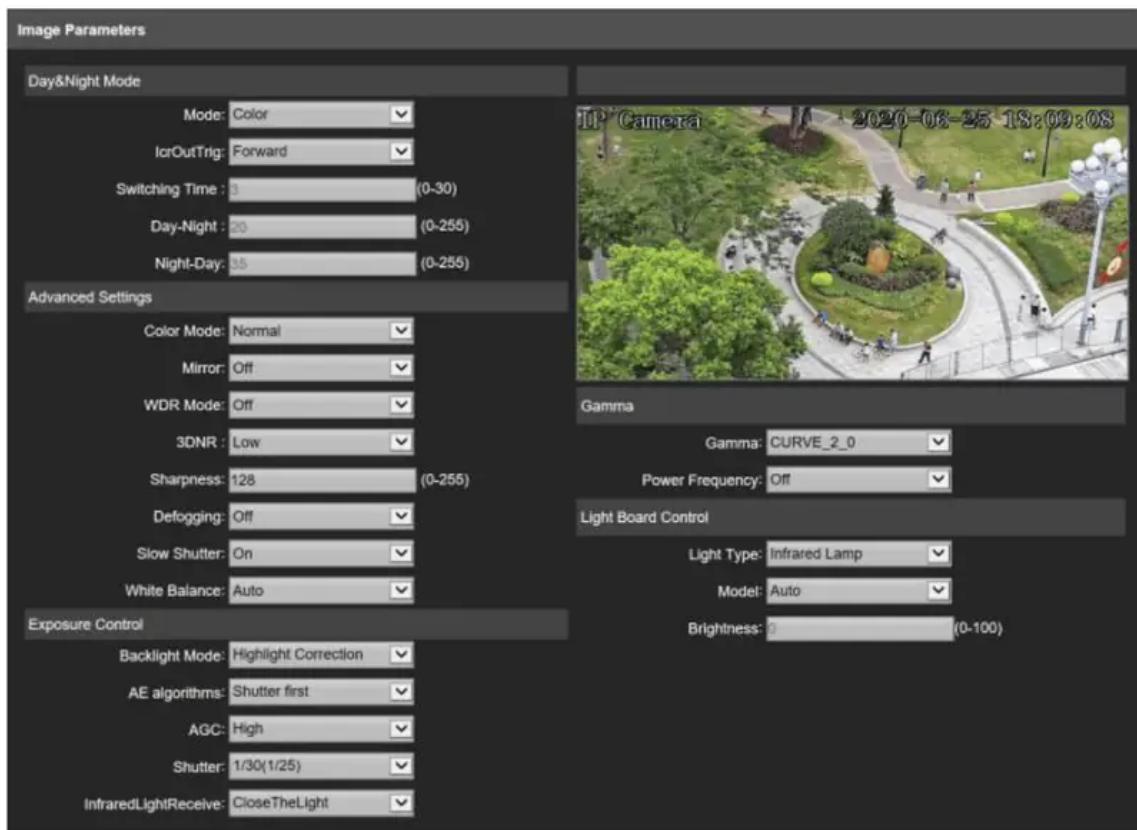 Image Parameters
Day&Night Mode
Mode: Color
IcrOutTrig: Forward
Switching Time : 3 (0-30)
Day-Night : 20 (0-255)
Night-Day: 35 (0-255)
Advanced Settings
Color Mode: Normal
Mirror: Off
WDR Mode: Off
3DNR : Low
Sharpness: 128 (0-255)
Defogging: Off
Slow Shutter: On
White Balance: Auto
Exposure Control
Backlight Mode: Highlight Correction
AE algorithms: Shutter first
AGC: High
Shutter: 1/30(1/25)
InfraredLightReceive: CloseTheLight
IP Camera 2020-06-25 18:09:08
Gamma
Gamma: CURVE_2_0
Power Frequency: Off
Light Board Control
Light Type: Infrared Lamp
Model: Auto
Brightness: 0 (0-100)